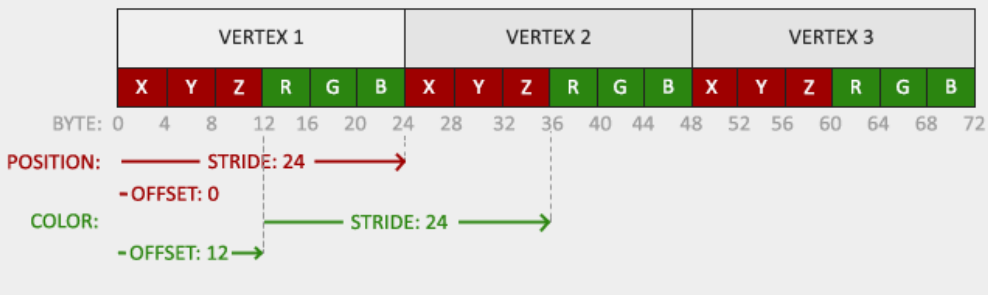 VERTEX 1 VERTEX 2 VERTEX 3
X Y Z R G B X Y Z R G B X Y Z R G B
BYTE: 0 4 8 12 16 20 24 28 32 36 40 44 48 52 56 60 64 68 72
POSITION: STRIDE: 24
-OFFSET: 0
COLOR: STRIDE: 24
-OFFSET: 12